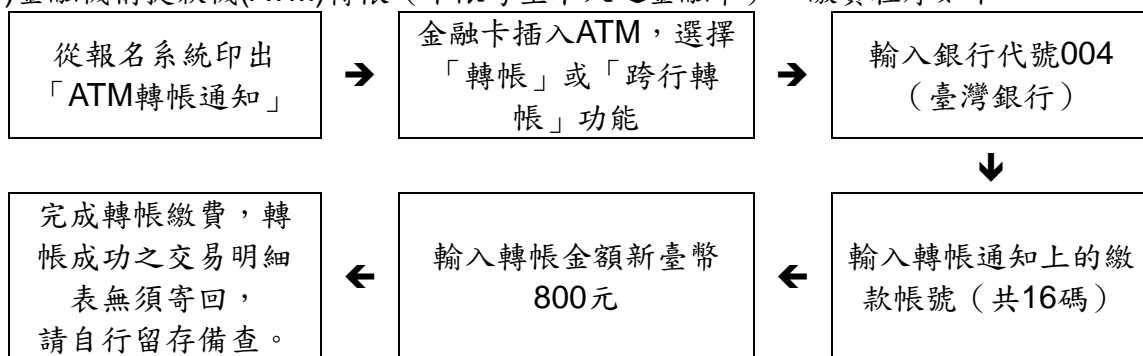 從報名系統印出
「ATM轉帳通知」
➔
金融卡插入ATM，選擇
「轉帳」或「跨行轉
帳」功能
➔
輸入銀行代號004
（臺灣銀行）
輸入轉帳通知上的繳
款帳號（共16碼）
輸入轉帳金額新臺幣
800元
完成轉帳繳費，轉
帳成功之交易明細
表無須寄回，
請自行留存備查。